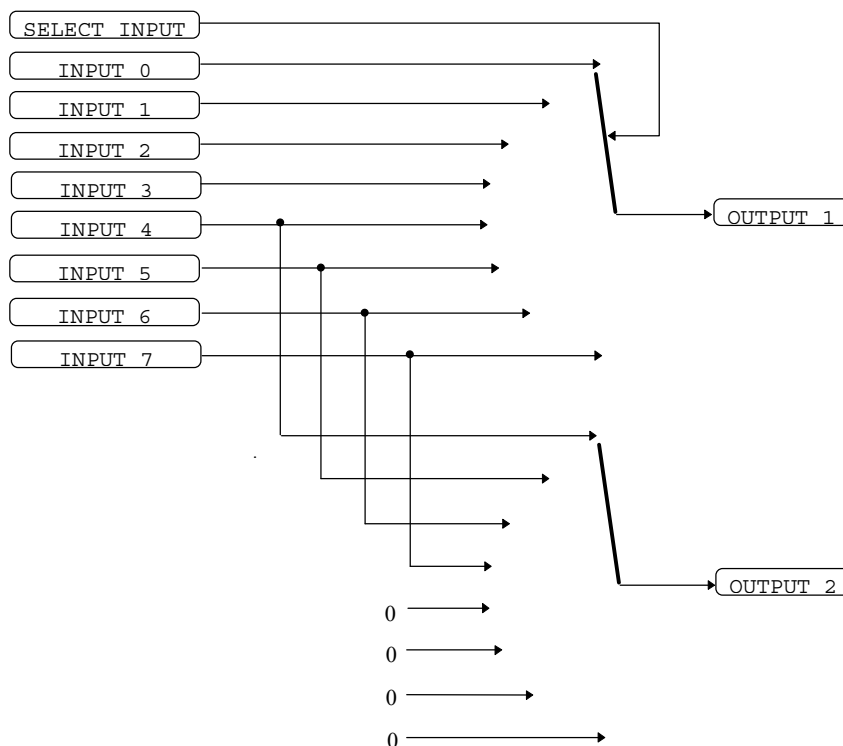 SELECT INPUT
INPUT 0
INPUT 1
INPUT 2
INPUT 3
INPUT 4
OUTPUT 1
INPUT 5
INPUT 6
INPUT 7
OUTPUT 2
0
0
0
0